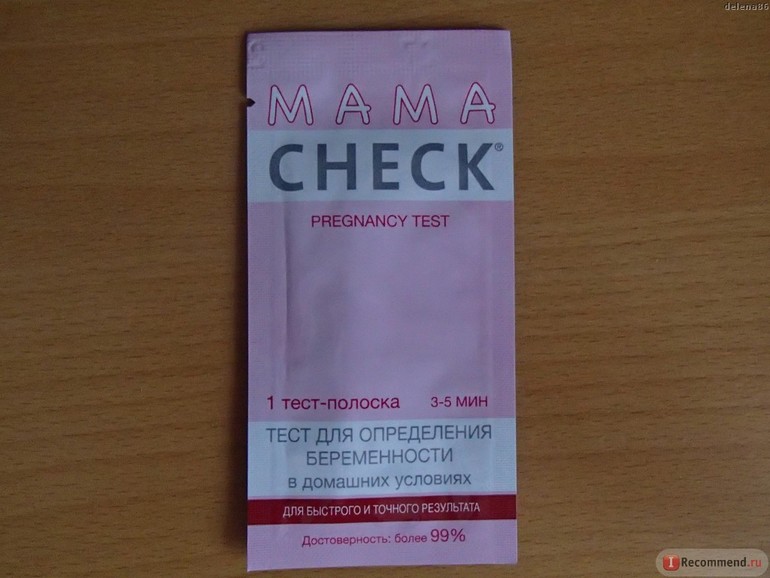 delena86
MAMA
CHECK®
PREGNANCY TEST
1 тест-полоска 3-5 МИН
ТЕСТ ДЛЯ ОПРЕДЕЛЕНИЯ
БЕРЕМЕННОСТИ
в домашних условиях
ДЛЯ БЫСТРОГО И ТОЧНОГО РЕЗУЛЬТАТА
Достоверность: более 99%
IRecommend.ru